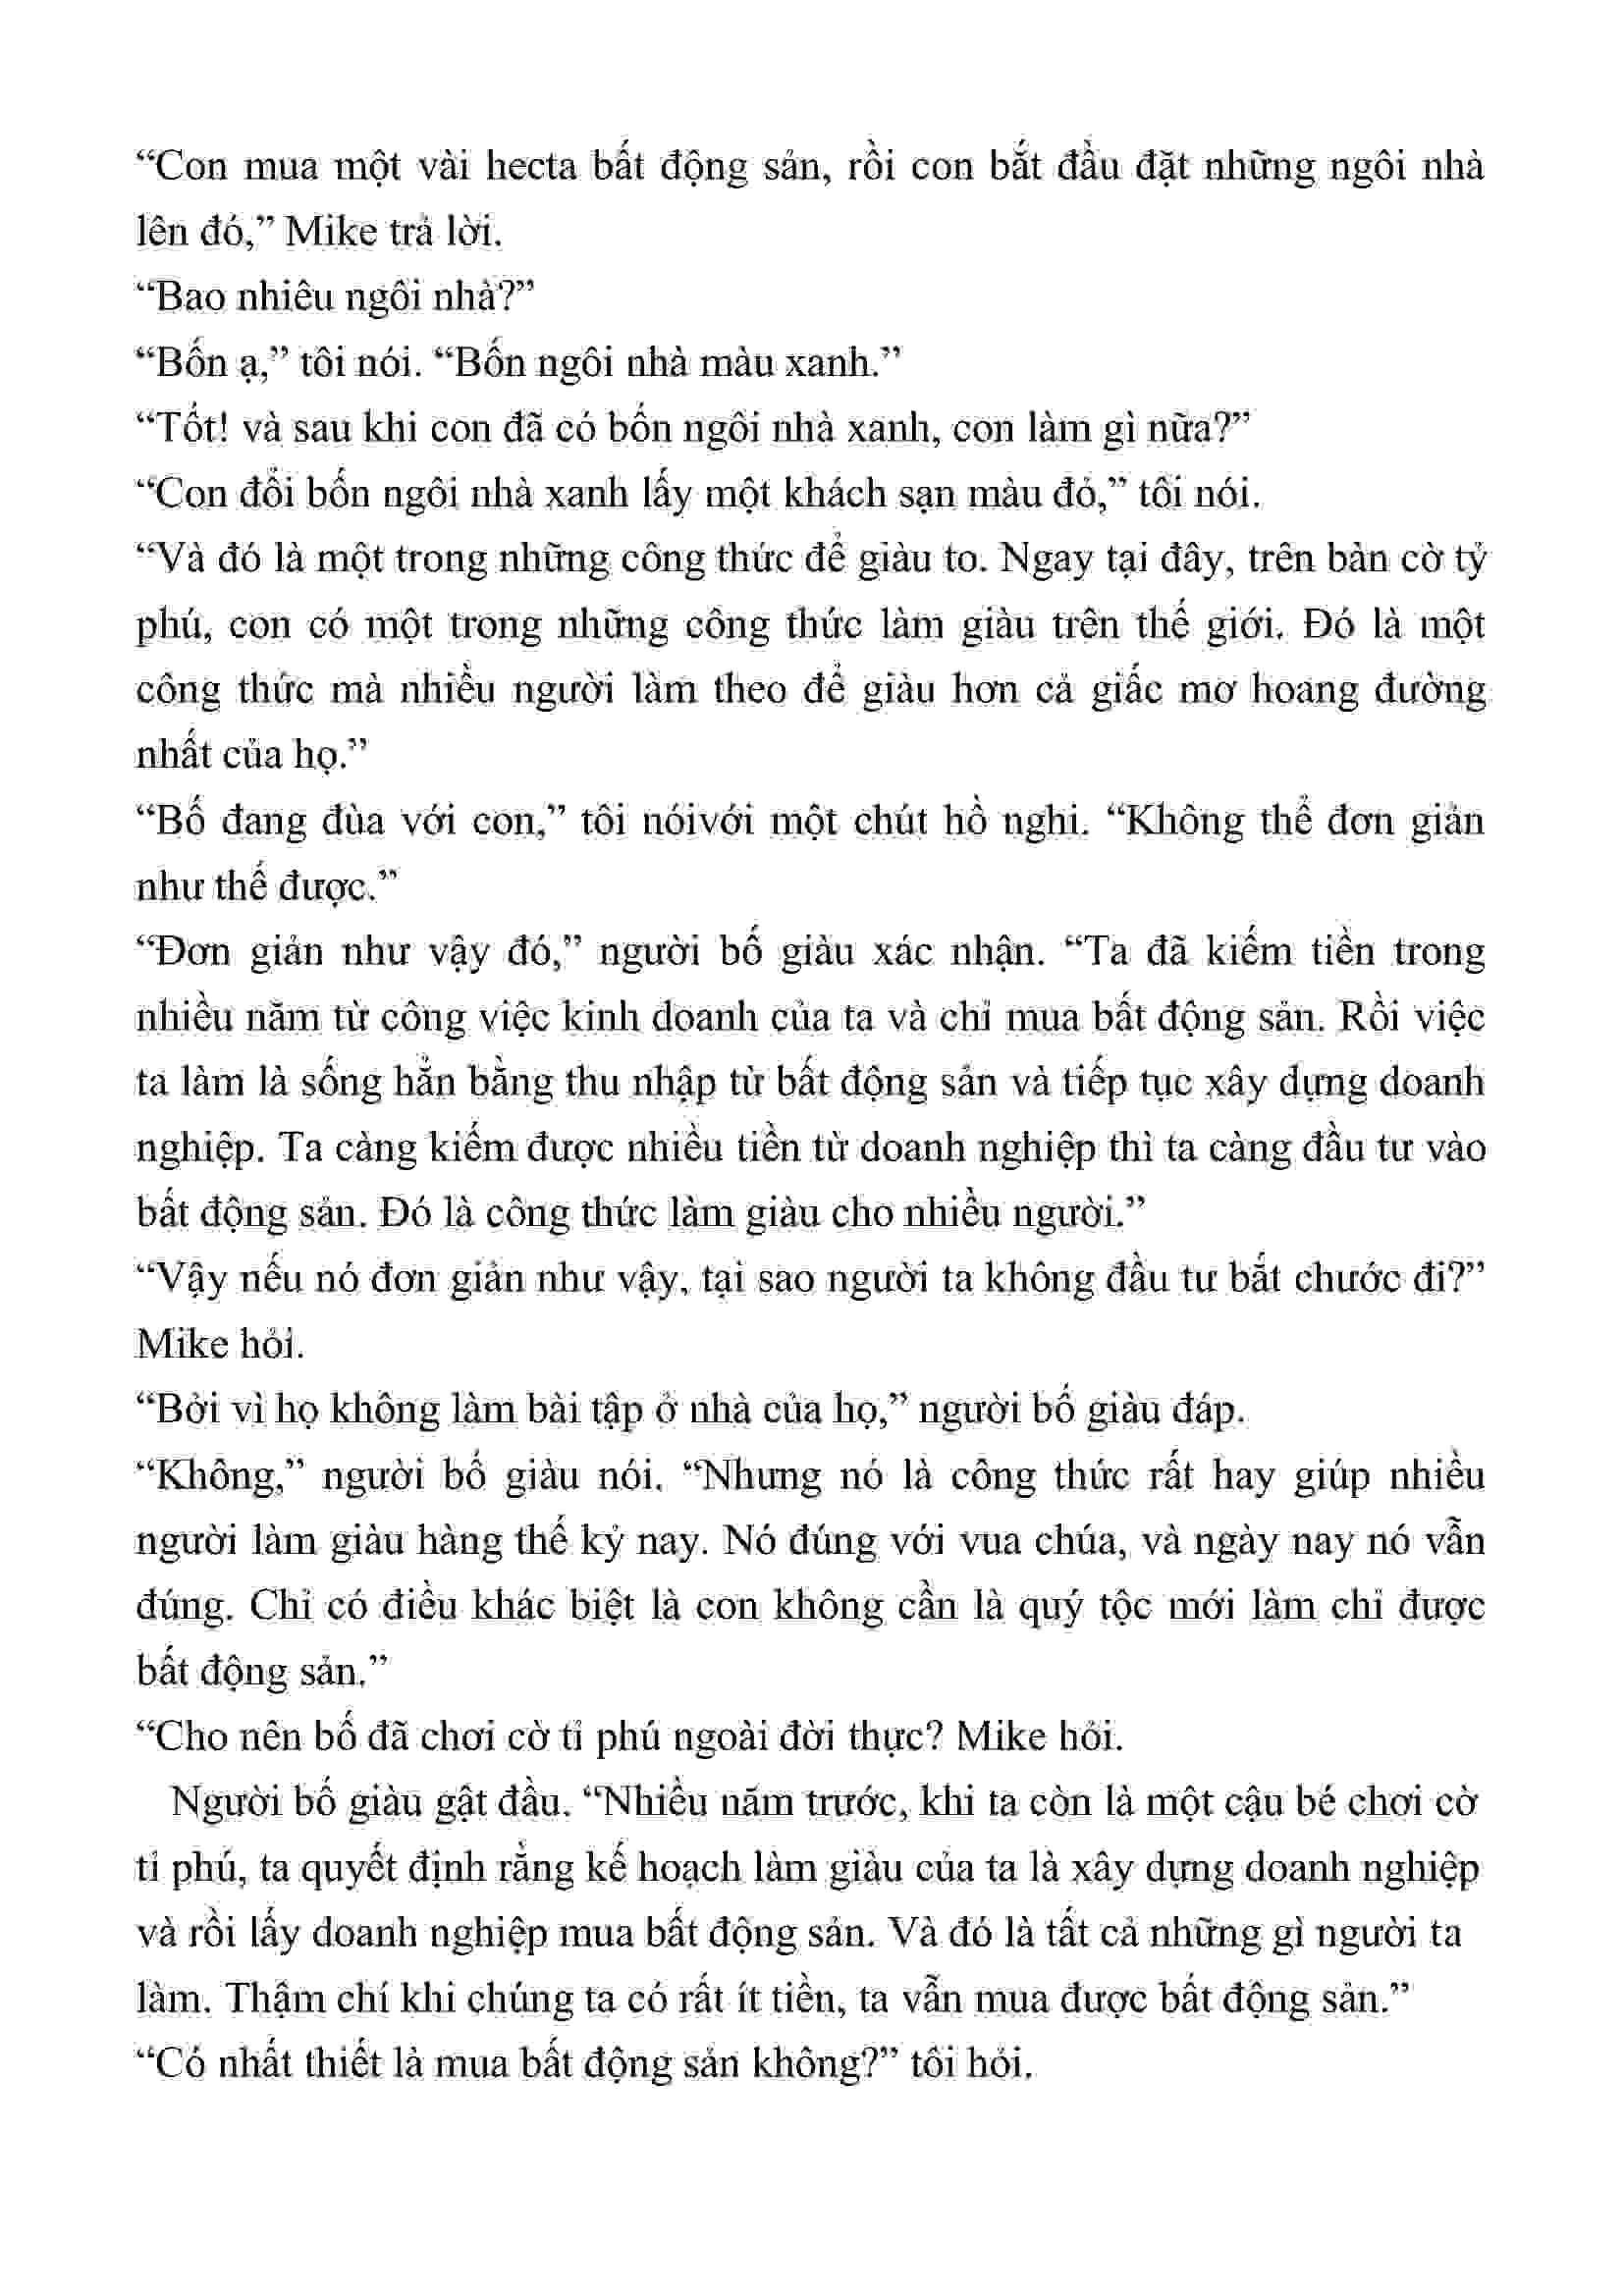 “Con mua một vài hecta bất động sản, rồi con bắt đầu đặt những ngôi nhà
lên đó,” Mike trả lời.
“Bao nhiêu ngôi nhà?”
“Bốn ạ,” tôi nói. “Bốn ngôi nhà màu xanh.”
“Tốt! và sau khi con đã có bốn ngôi nhà xanh, con làm gì nữa?”
“Con đổi bốn ngôi nhà xanh lấy một khách sạn màu đỏ,” tôi nói.
“Và đó là một trong những công thức để giàu to. Ngay tại đây, trên bàn cờ tỷ
phú, con có một trong những công thức làm giàu trên thế giới. Đó là một
công thức mà nhiều người làm theo để giàu hơn cả giấc mơ hoang đường
nhất của họ.”
“Bố đang đùa với con,” tôi nóivới một chút hồ nghi. “Không thể đơn giản
như thế được.”
“Đơn giản như vậy đó,” người bố giàu xác nhận. “Ta đã kiếm tiền trong
nhiều năm từ công việc kinh doanh của ta và chỉ mua bất động sản. Rồi việc
ta làm là sống hẳn bằng thu nhập từ bất động sản và tiếp tục xây dựng doanh
nghiệp. Ta càng kiếm được nhiều tiền từ doanh nghiệp thì ta càng đầu tư vào
bất động sản. Đó là công thức làm giàu cho nhiều người.”
“Vậy nếu nó đơn giản như vậy, tại sao người ta không đầu tư bắt chước đi?”
Mike hỏi.
“Bởi vì họ không làm bài tập ở nhà của họ,” người bố giàu đáp.
“Không,” người bố giàu nói. “Nhưng nó là công thức rất hay giúp nhiều
người làm giàu hàng thế kỷ nay. Nó đúng với vua chúa, và ngày nay nó vẫn
đúng. Chỉ có điều khác biệt là con không cần là quý tộc mới làm chỉ được
bất động sản.”
“Cho nên bố đã chơi cờ tỉ phú ngoài đời thực? Mike hỏi.
Người bố giàu gật đầu. “Nhiều năm trước, khi ta còn là một cậu bé chơi cờ
tỉ phú, ta quyết định rằng kế hoạch làm giàu của ta là xây dựng doanh nghiệp
và rồi lấy doanh nghiệp mua bất động sản. Và đó là tất cả những gì người ta
làm. Thậm chí khi chúng ta có rất ít tiền, ta vẫn mua được bất động sản.”
“Có nhất thiết là mua bất động sản không?” tôi hỏi.